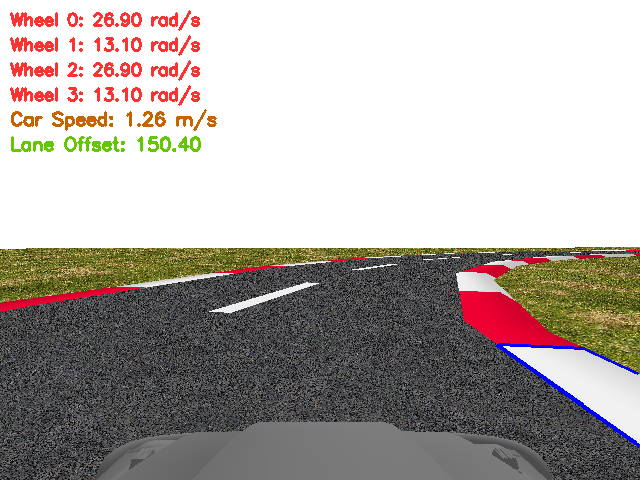 Wheel 0: 26.90 rad/s
Wheel 1: 13.10 rad/s
Wheel 2: 26.90 rad/s
Wheel 3: 13.10 rad/s
Car Speed: 1.26 m/s
Lane Offset: 150.40